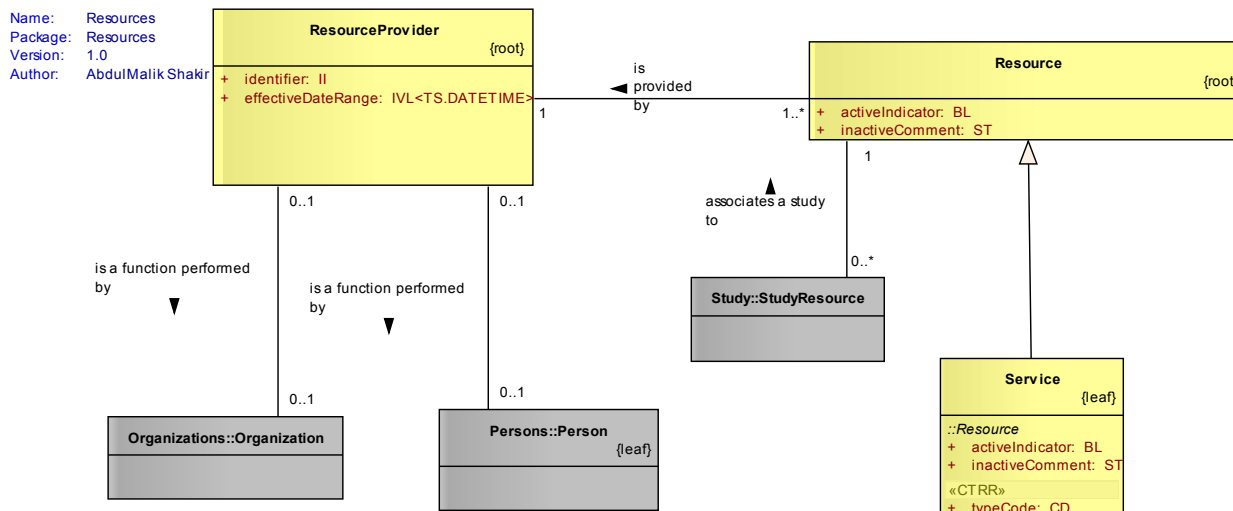 Name: Resources
Package: Resources
Version: 1.0
Author: AbdulMalik Shakir
ResourceProvider
{root}
+ identifier: II
+ effectiveDateRange: IVL<TS.DATETIME>
is
provided
by
1
1..*
Resource
{root
+ activeIndicator: BL
+ inactiveComment: ST
0..1
0..1
1
associates a study
to
is a function performed
by
is a function performed
by
0..*
Study::StudyResource
0..1
0..1
Organizations::Organization
Persons::Person
{leaf}
Service
{leaf}
::Resource
+ activeIndicator: BL
+ inactiveComment: ST
«CTRR»
+ typeCode: CD